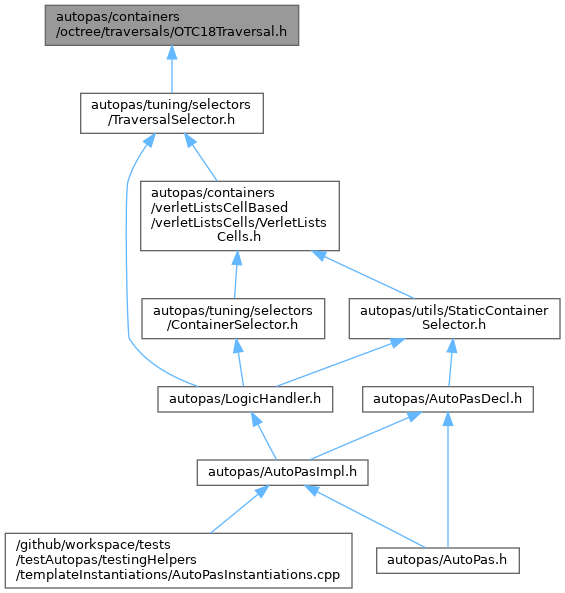 autopas/containers
/octree/traversals/OTC18Traversal.h
autopas/tuning/selectors
/TraversalSelector.h
autopas/containers
/verletListsCellBased
/verletListsCells/VerletLists
Cells.h
autopas/tuning/selectors
/ContainerSelector.h
autopas/utils/StaticContainer
Selector.h
autopas/LogicHandler.h
autopas/AutoPasDecl.h
autopas/AutoPasImpl.h
/github/workspace/tests
/testAutopas/testingHelpers
/templateInstantiations/AutoPasInstantiations.cpp
autopas/AutoPas.h